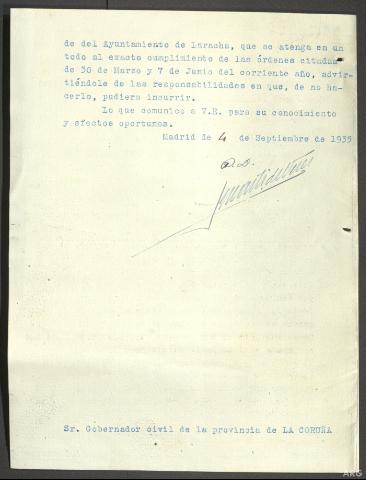 de del Ayuntamiento de Laracha, que se atenga en un
todo al exacto cumplimiento de las órdenes citadas
de 30 de Marzo y 7 de Junio del corriente año, advir-
tiéndole de las responsabilidades en que, de no ha-
cerlo, pudiera incurrir.
Lo que comunico a V.E. para su conocimiento
y efectos oportunos.
Madrid de 4 de Septiembre de 1935
Sr. Gobernador civil de la provincia de LA CORUÑA
ARG